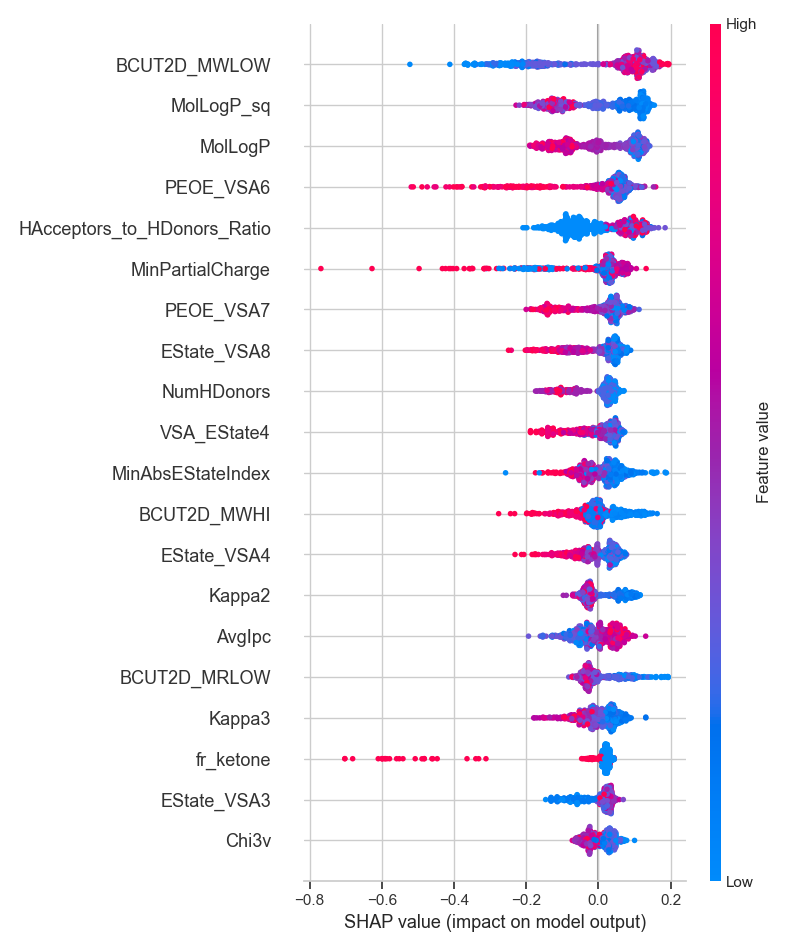 High
BCUT2D_MWLOW
MolLogP_sq
MolLogP
PEOE_VSA6
HAcceptors_to_HDonors_Ratio
MinPartialCharge
PEOE_VSA7
EState_VSA8
NumHDonors
VSA_EState4
MinAbsEStateIndex
BCUT2D_MWHI
EState_VSA4
Kappa2
AvgIpc
BCUT2D_MRLOW
Kappa3
fr_ketone
EState_VSA3
Chi3v
Feature value
Low
−0.8 −0.6 −0.4 −0.2 0.0 0.2
SHAP value (impact on model output)